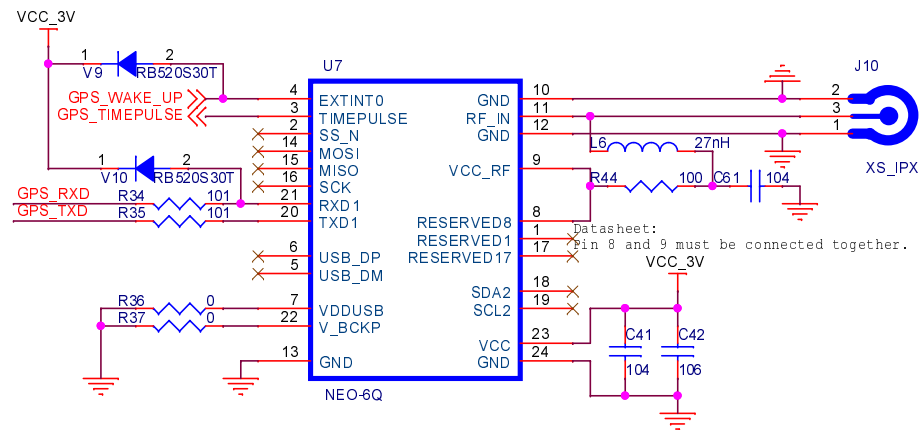 VCC_3V
1 2
V9 RB520S30T
GPS_WAKE_UP
GPS_TIMEPULSE
1 2
V10 RB520S30T
GPS_RXD
R34 101
GPS_TXD
R35 101
R36 0
R37 0
U7
4 EXTINT0
3 TIMEPULSE
2 SS_N
14 MOSI
15 MISO
16 SCK
21 RXD1
20 TXD1
6 USB_DP
5 USB_DM
7 VDDUSB
22 V_BCKP
13 GND
GND 10
RF_IN 11
GND 12
VCC_RF 9
RESERVED8 8
RESERVED1 1
RESERVED17 17
SDA2 18
SCL2 19
VCC 23
GND 24
NEO-6Q
J10
2
3
1
XS_IPX
L6 27nH
R44 100
C61 104
Datasheet:
Pin 8 and 9 must be connected together.
VCC_3V
C41 C42
104 106